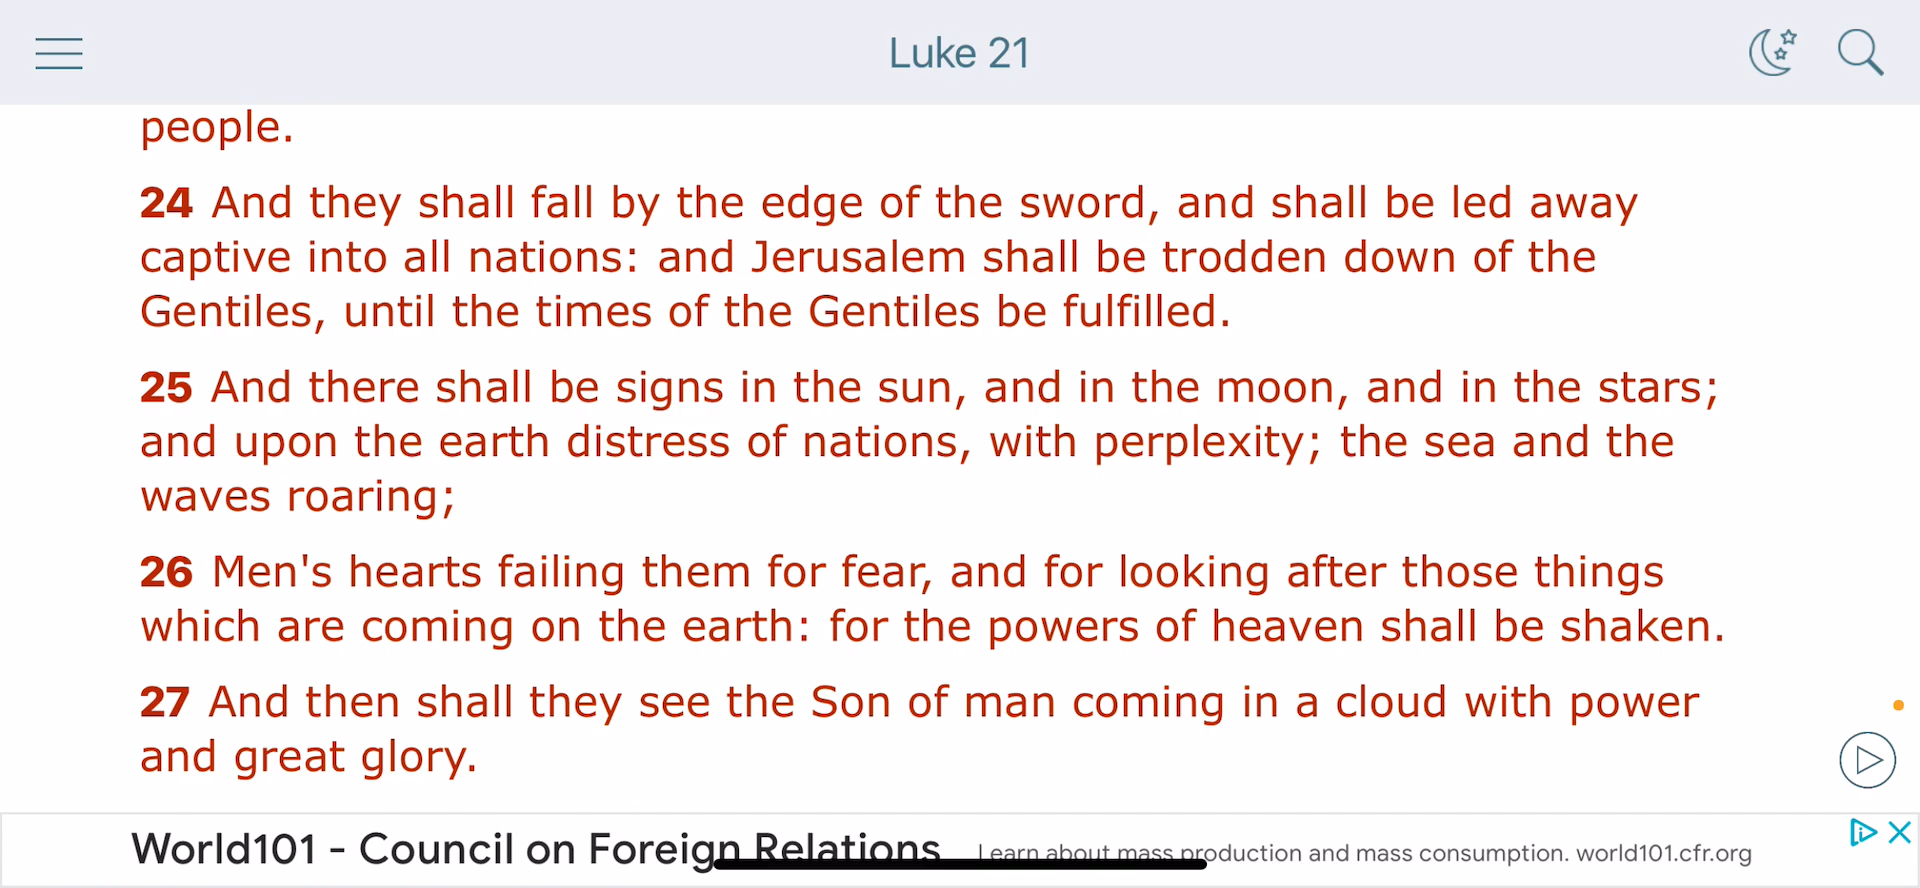 Luke 21
people.
24 And they shall fall by the edge of the sword, and shall be led away
captive into all nations: and Jerusalem shall be trodden down of the
Gentiles, until the times of the Gentiles be fulfilled.
25 And there shall be signs in the sun, and in the moon, and in the stars;
and upon the earth distress of nations, with perplexity; the sea and the
waves roaring;
26 Men's hearts failing them for fear, and for looking after those things
which are coming on the earth: for the powers of heaven shall be shaken.
27 And then shall they see the Son of man coming in a cloud with power
and great glory.
World101 - Council on Foreign Relations Learn about mass production and mass consumption. world101.cfr.org